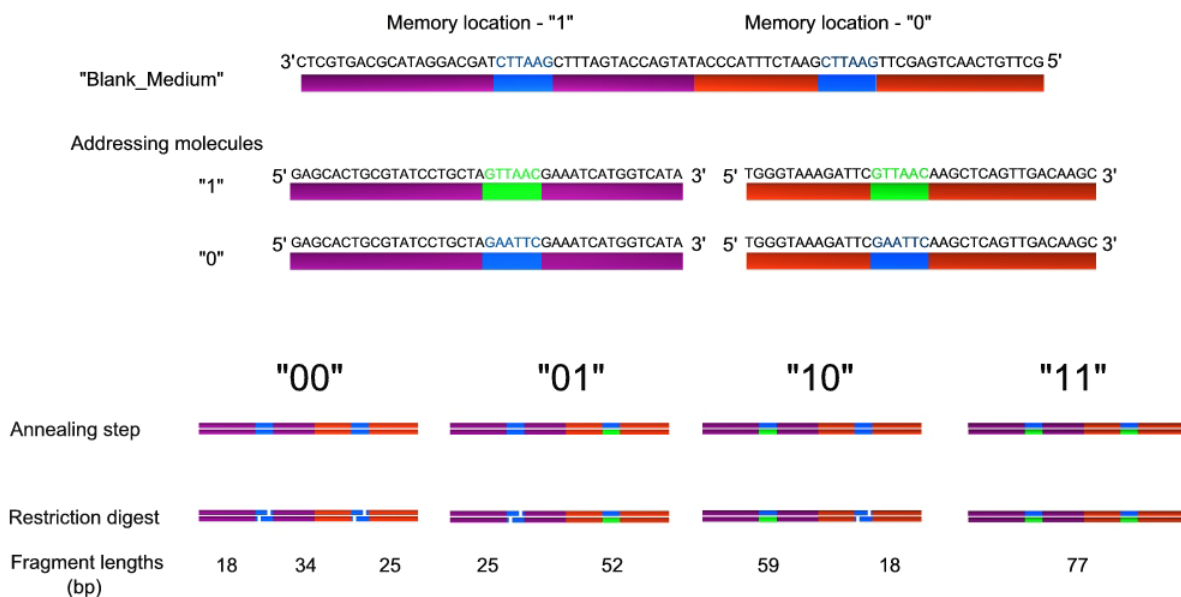 Memory location - "1" Memory location - "0"
3' CTCGTGACGCATAGGACGATCTTAAGCTTTAGTACCAGTATACCCATTTCTAAGCTTAAGTTCGAGTCAACTGTTCG 5'
"Blank_Medium"
Addressing molecules
"1" 5' GAGCACTGCGTATCCTGCTAGTTAACGAAATCATGGTCATA 3' 5' TGGGTAAAGATTCGTTAACAAGCTCAGTTGACAAGC 3'
"0" 5' GAGCACTGCGTATCCTGCTAGAATTCGAAATCATGGTCATA 3' 5' TGGGTAAAGATTCGAATTCAAGCTCAGTTGACAAGC 3'
"00" "01" "10" "11"
Annealing step
Restriction digest
Fragment lengths 18 34 25 25 52 59 18 77
(bp)